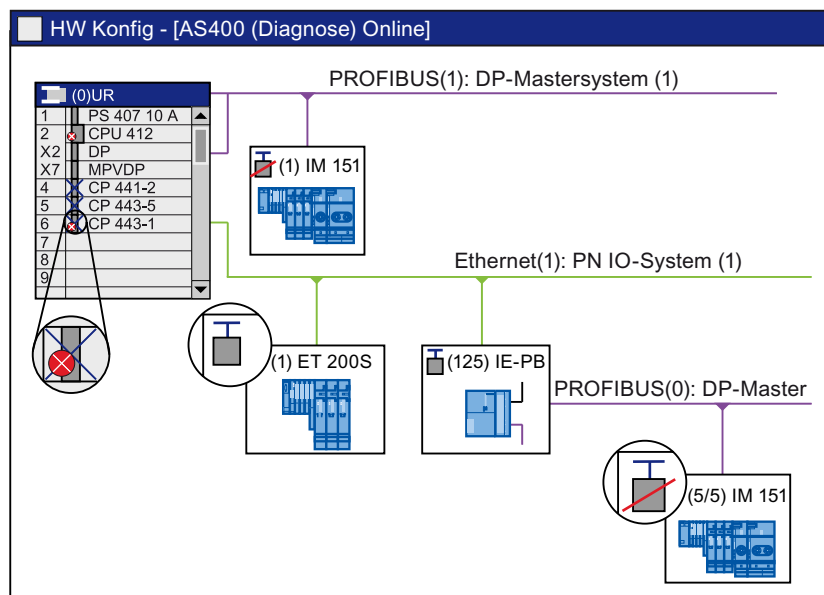 HW Konfig - [AS400 (Diagnose) Online]
PROFIBUS(1): DP-Mastersystem (1)
(0)UR
1 PS 407 10 A
2 CPU 412
X2 DP
X7 MPVDP
4 CP 441-2
5 CP 443-5
6 CP 443-1
7
8
9
(1) IM 151
Ethernet(1): PN IO-System (1)
(1) ET 200S
(125) IE-PB
PROFIBUS(0): DP-Master
(5/5) IM 151